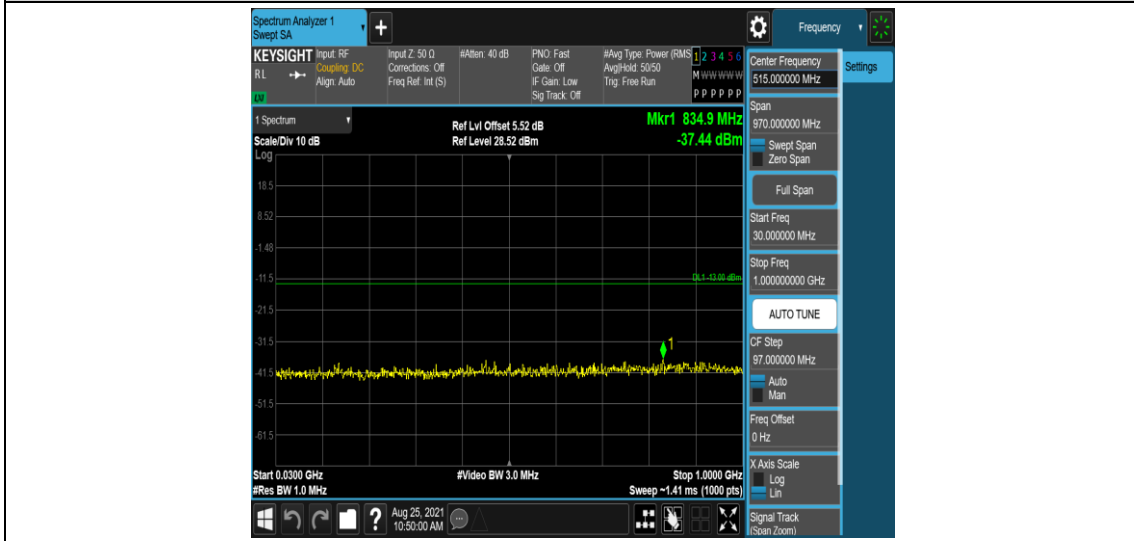 Spectrum Analyzer 1
Swept SA
+
Frequency
KEYSIGHT
RL
LXI
Input: RF
Coupling: DC
Align: Auto
Input Z: 50 Ω
Corrections: Off
Freq Ref: Int (S)
#Atten: 40 dB
PNO: Fast
Gate: Off
IF Gain: Low
Sig Track: Off
#Avg Type: Power (RMS
Avg|Hold: 50/50
Trig: Free Run
1 2 3 4 5 6
M W W W W W
P P P P P P
Center Frequency
515.000000 MHz
Settings
Span
970.000000 MHz
Swept Span
Zero Span
Full Span
Start Freq
30.000000 MHz
Stop Freq
1.000000000 GHz
AUTO TUNE
CF Step
97.000000 MHz
Auto
Man
Freq Offset
0 Hz
X Axis Scale
Log
Lin
Signal Track
(Span Zoom)
1 Spectrum
Scale/Div 10 dB
Ref Lvl Offset 5.52 dB
Ref Level 28.52 dBm
Mkr1 834.9 MHz
-37.44 dBm
Log
18.5
8.52
-1.48
-11.5
DL1 -13.00 dBm
-21.5
-31.5
1
-41.5
-51.5
-61.5
Start 0.0300 GHz
#Video BW 3.0 MHz
Stop 1.0000 GHz
#Res BW 1.0 MHz
Sweep ~1.41 ms (1000 pts)
?
Aug 25, 2021
10:50:00 AM